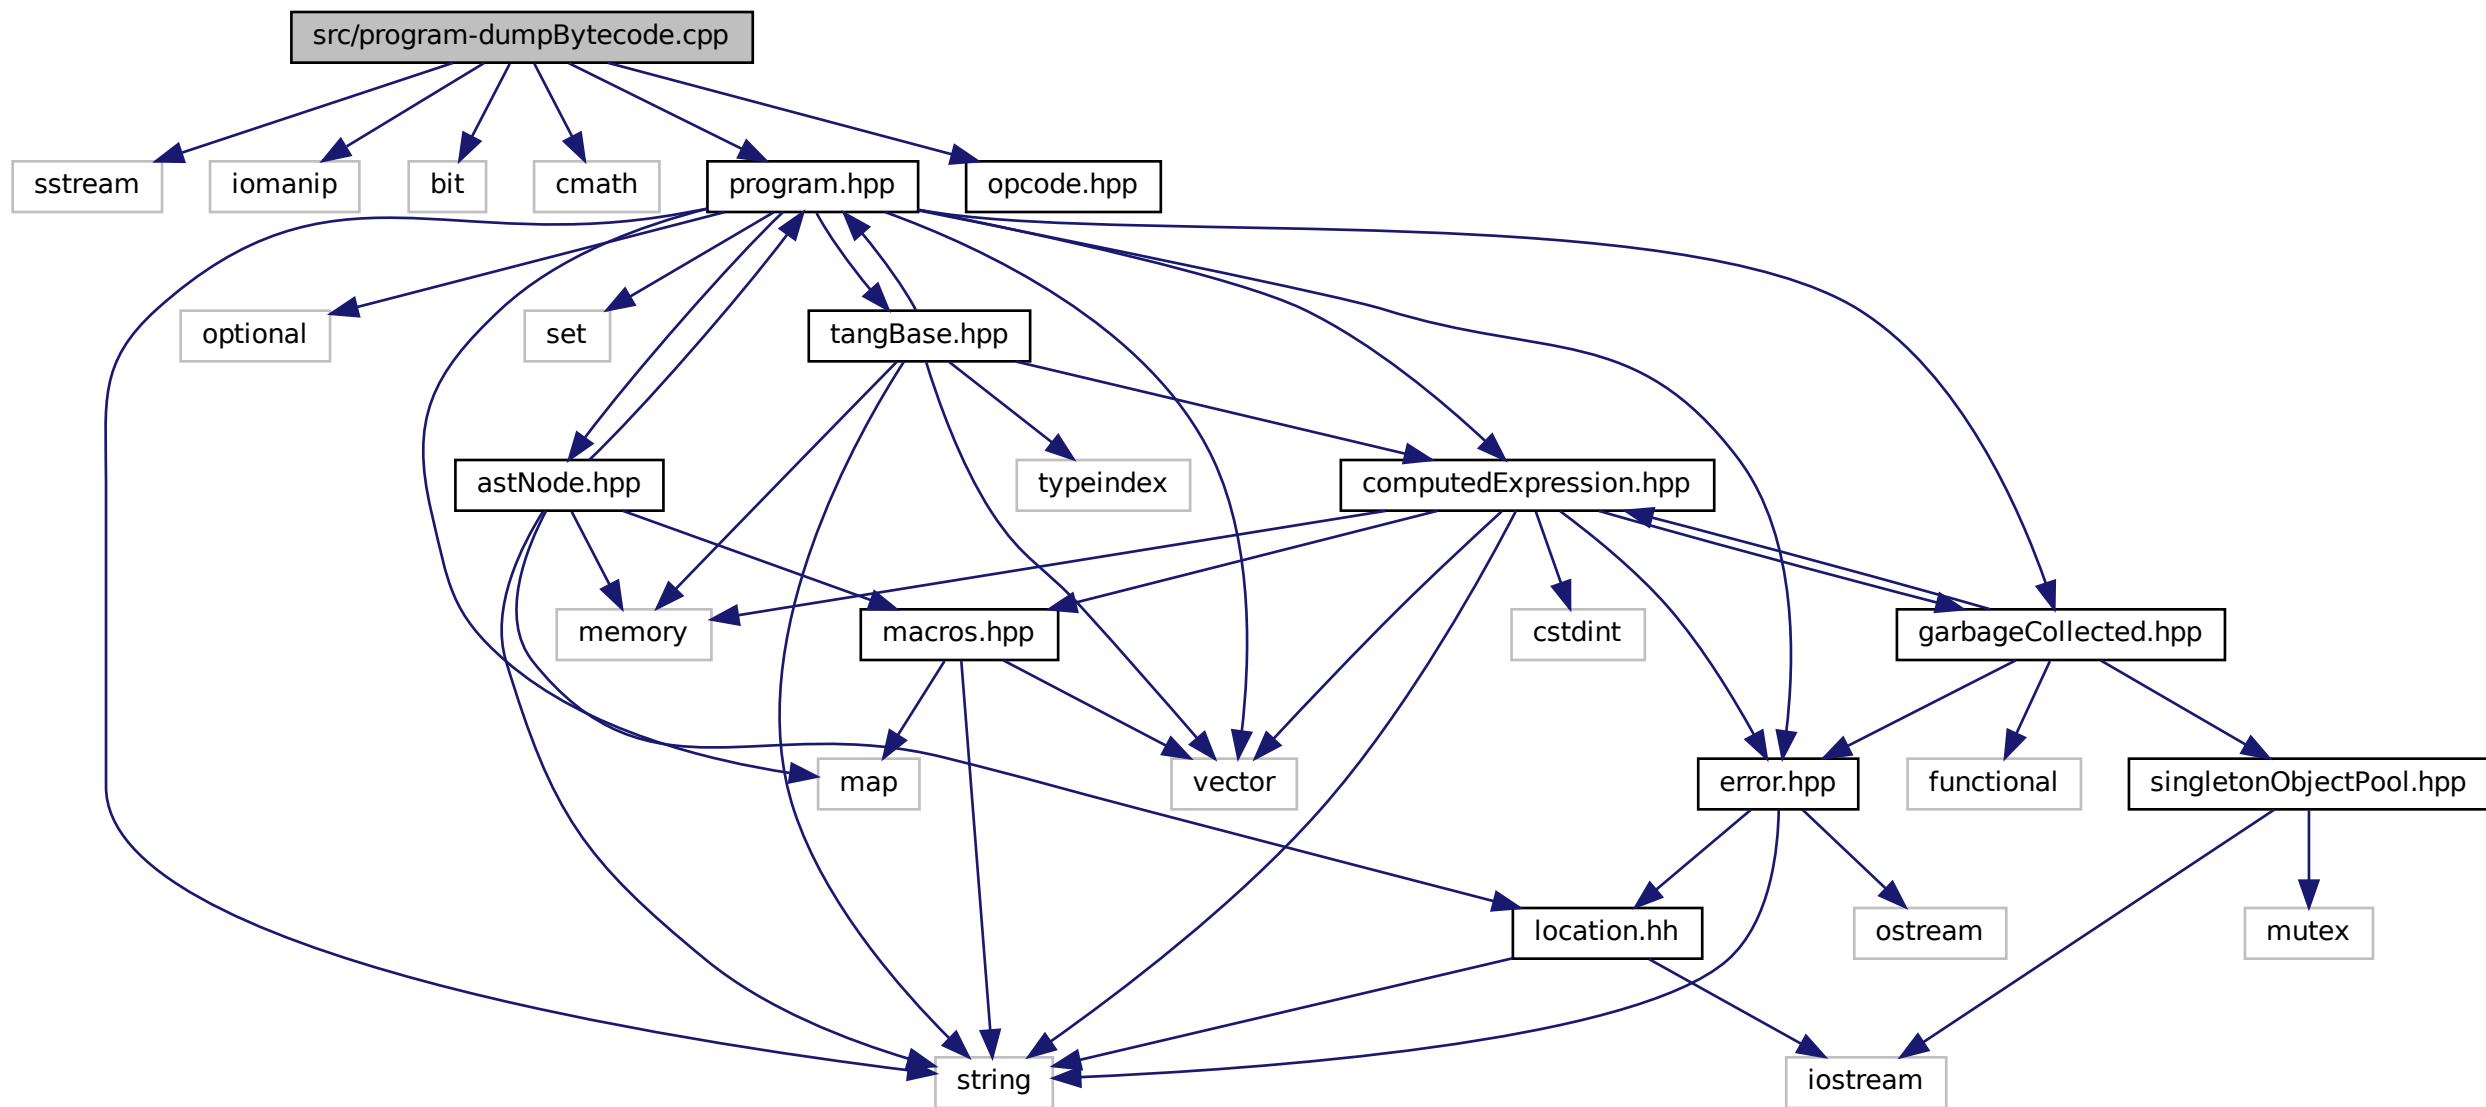 src/program-dumpBytecode.cpp
sstream
iomanip
bit
cmath
program.hpp
opcode.hpp
optional
set
tangBase.hpp
astNode.hpp
typeindex
computedExpression.hpp
memory
macros.hpp
cstdint
garbageCollected.hpp
map
vector
error.hpp
functional
singletonObjectPool.hpp
location.hh
ostream
mutex
string
iostream